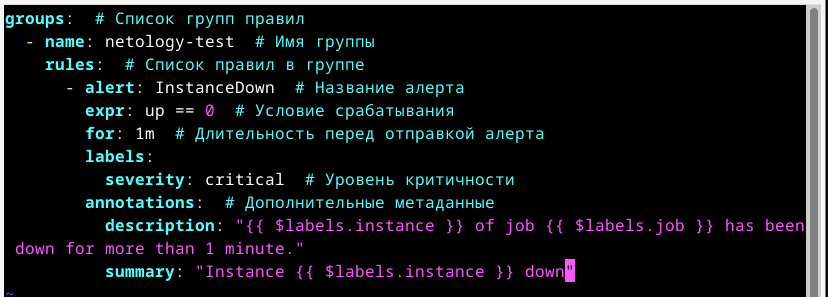 groups:  # Список групп правил
  - name: netology-test  # Имя группы
    rules:  # Список правил в группе
      - alert: InstanceDown  # Название алерта
        expr: up == 0  # Условие срабатывания
        for: 1m  # Длительность перед отправкой алерта
        labels:
          severity: critical  # Уровень критичности
        annotations:  # Дополнительные метаданные
          description: "{{ $labels.instance }} of job {{ $labels.job }} has been
 down for more than 1 minute."
          summary: "Instance {{ $labels.instance }} down"
~